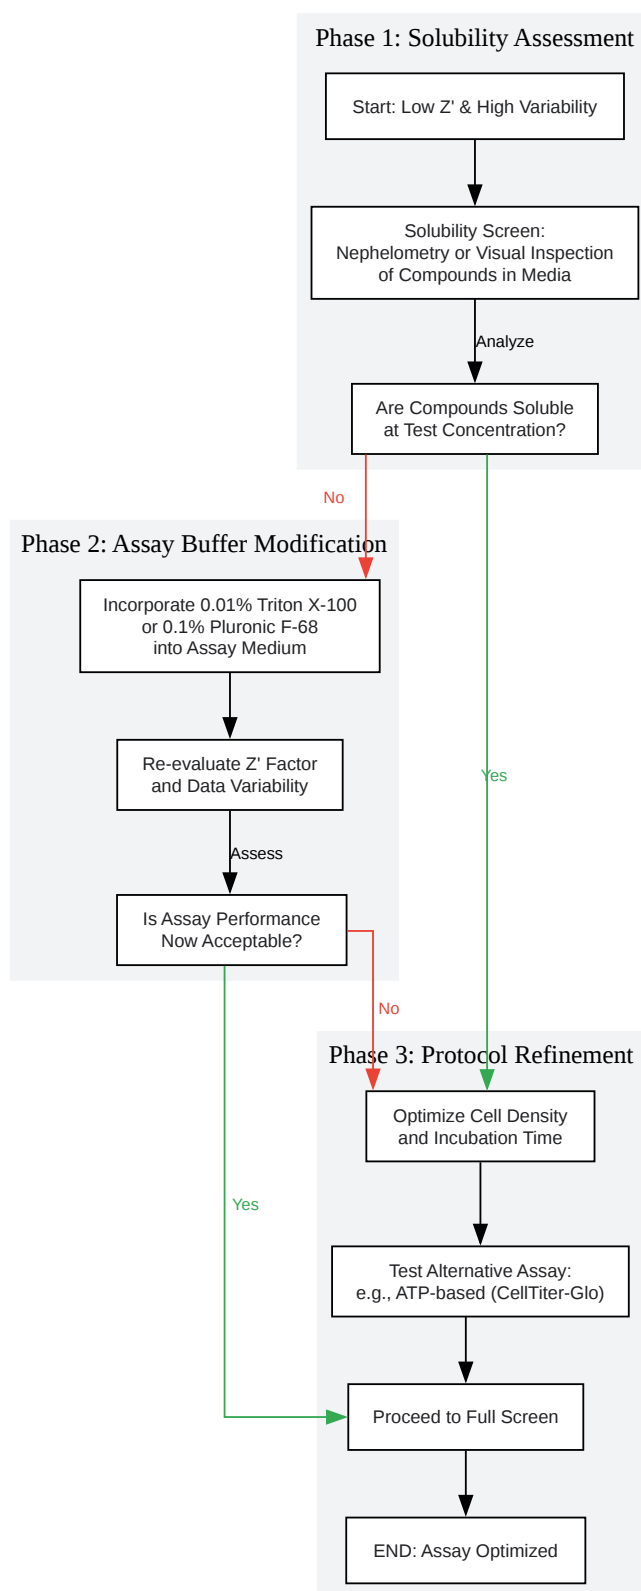 Phase 1: Solubility Assessment
Start: Low Z' & High Variability
Solubility Screen:
Nephelometry or Visual Inspection
of Compounds in Media
Analyze
Are Compounds Soluble
at Test Concentration?
No
Phase 2: Assay Buffer Modification
Incorporate 0.01% Triton X-100
or 0.1% Pluronic F-68
into Assay Medium
Re-evaluate Z' Factor
and Data Variability
Yes
Assess
Is Assay Performance
Now Acceptable?
No
Phase 3: Protocol Refinement
Optimize Cell Density
and Incubation Time
Yes
Test Alternative Assay:
e.g., ATP-based (CellTiter-Glo)
Proceed to Full Screen
END: Assay Optimized